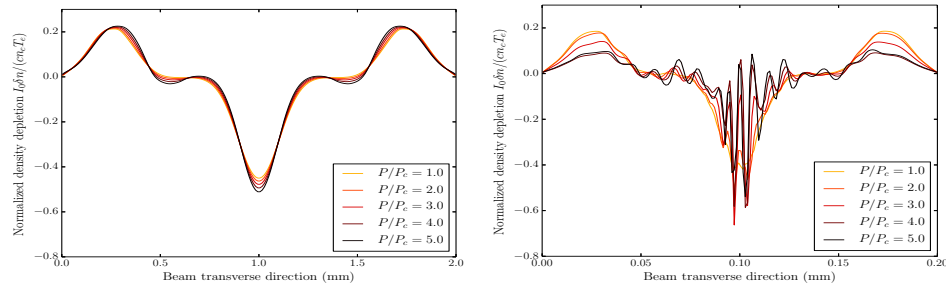 Normalized density depletion I₀δn/(cn_cT_e)
0.2
0.0
−0.2
−0.4
−0.6
−0.8
0.0
0.5
1.0
1.5
2.0
Beam transverse direction (mm)
P/P_c = 1.0
P/P_c = 2.0
P/P_c = 3.0
P/P_c = 4.0
P/P_c = 5.0
Normalized density depletion I₀δn/(cn_cT_e)
0.2
0.0
−0.2
−0.4
−0.6
−0.8
0.00
0.05
0.10
0.15
0.20
Beam transverse direction (mm)
P/P_c = 1.0
P/P_c = 2.0
P/P_c = 3.0
P/P_c = 4.0
P/P_c = 5.0